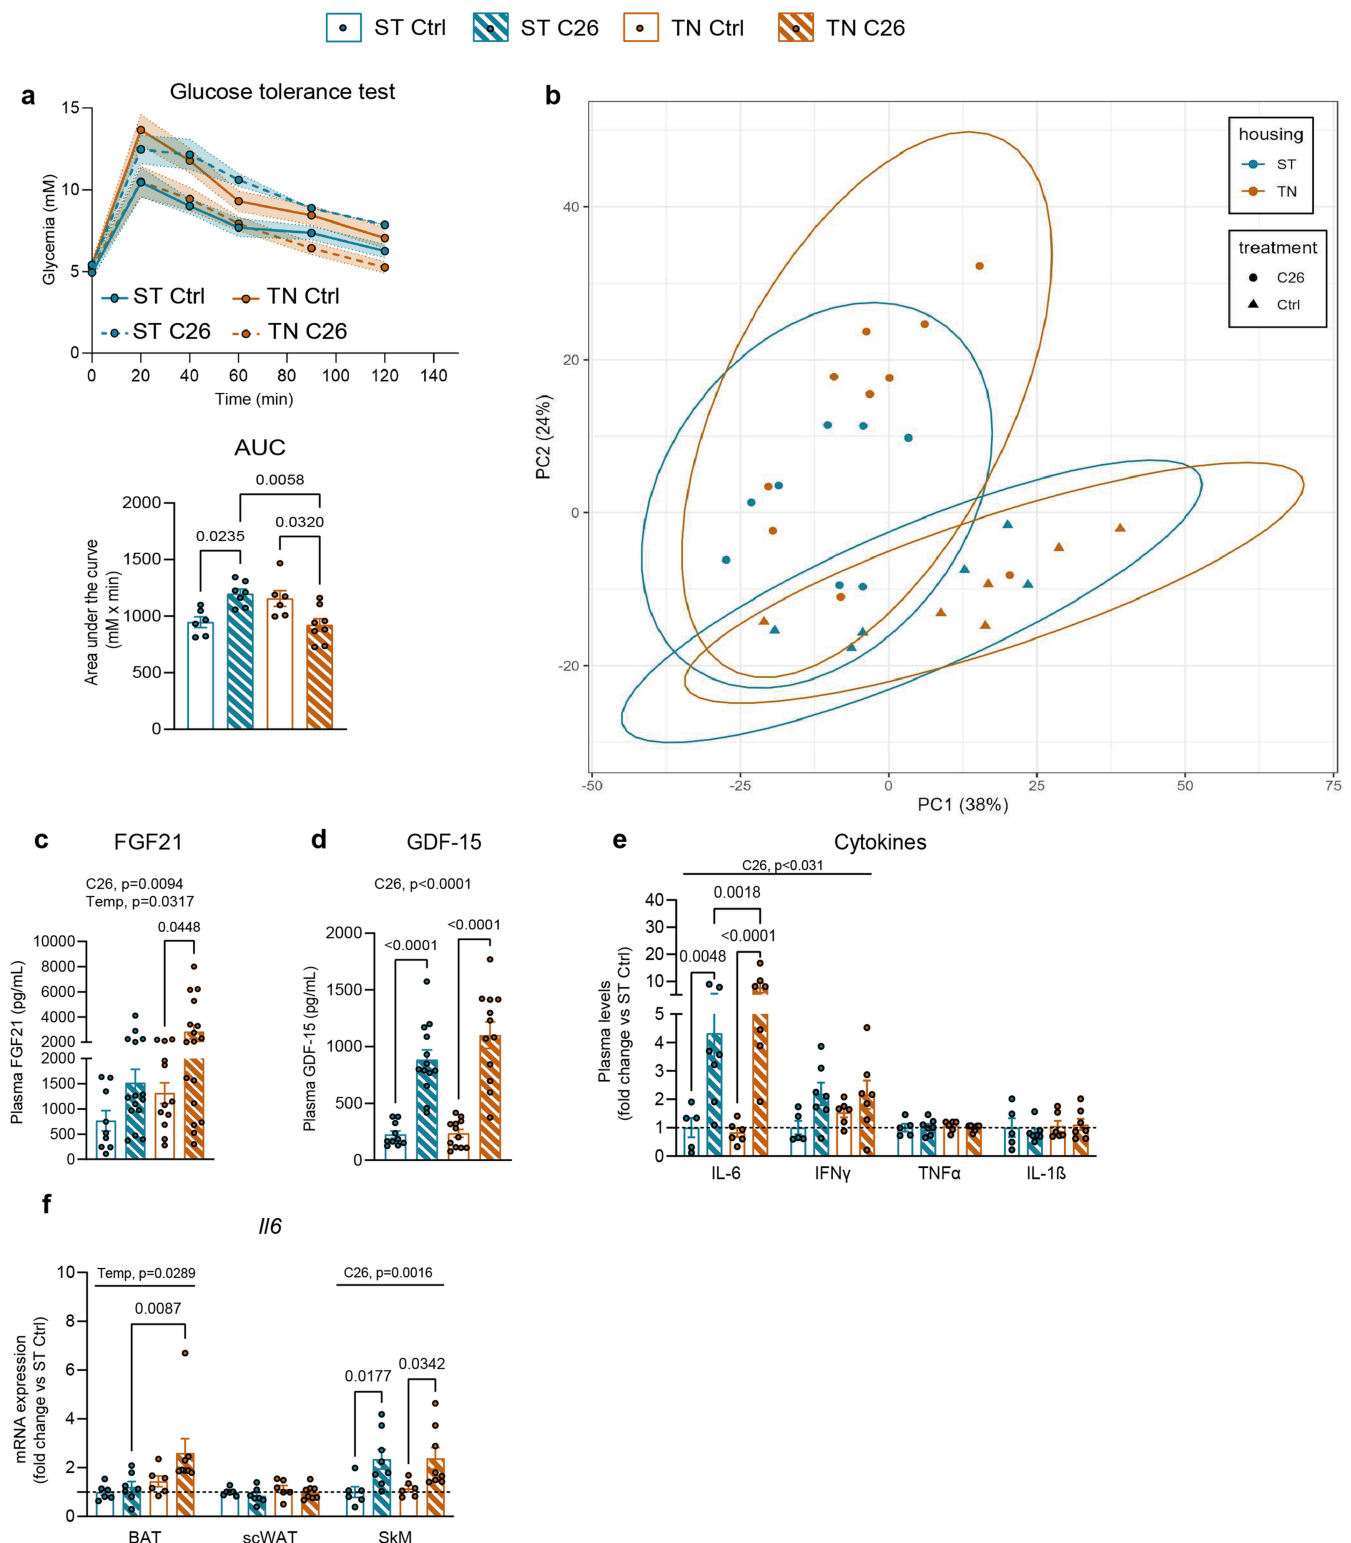 ST Ctrl ST C26 TN Ctrl TN C26
a
Glucose tolerance test
15
10
5
0
Glycemia (mM)
ST Ctrl TN Ctrl
ST C26 TN C26
0 20 40 60 80 100 120 140
Time (min)
AUC
0.0058
0.0235 0.0320
2000
1500
1000
500
0
Area under the curve
(mM x min)
b
housing
ST
TN
treatment
C26
Ctrl
40
20
0
-20
PC2 (24%)
-50 -25 0 25 50 75
PC1 (38%)
c
FGF21
C26, p=0.0094
Temp, p=0.0317
0.0448
10000
8000
6000
4000
2000
2000
1500
1000
500
0
Plasma FGF21 (pg/mL)
d
GDF-15
C26, p<0.0001
<0.0001 <0.0001
2000
1500
1000
500
0
Plasma GDF-15 (pg/mL)
e
Cytokines
C26, p<0.031
0.0018
<0.0001
0.0048
40
30
20
10
5
4
3
2
1
0
Plasma levels
(fold change vs ST Ctrl)
IL-6 IFNγ TNFα IL-1ß
f
Il6
Temp, p=0.0289 C26, p=0.0016
0.0087
0.0177 0.0342
10
8
6
4
2
0
mRNA expression
(fold change vs ST Ctrl)
BAT scWAT SkM